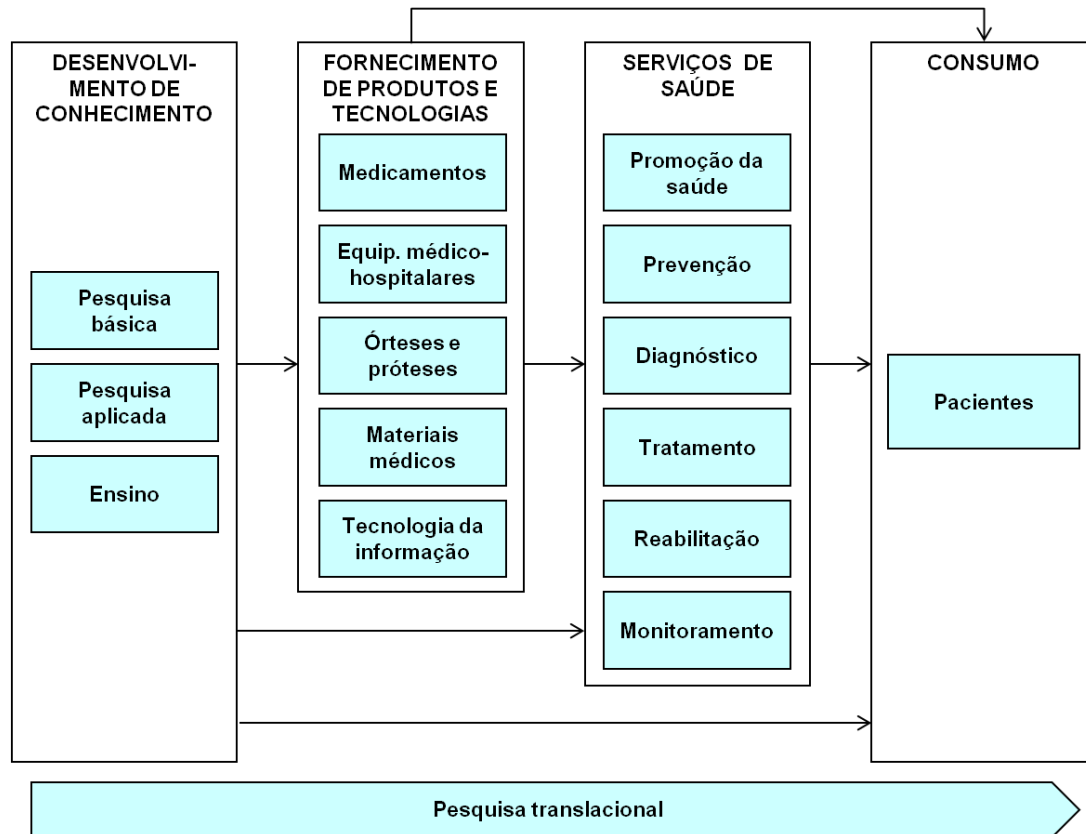 DESENVOLVI-
MENTO DE
CONHECIMENTO
Pesquisa
básica
Pesquisa
aplicada
Ensino
FORNECIMENTO
DE PRODUTOS E
TECNOLOGIAS
Medicamentos
Equip. médico-
hospitalares
Órteses e
próteses
Materiais
médicos
Tecnologia da
informação
SERVIÇOS DE
SAÚDE
Promoção da
saúde
Prevenção
Diagnóstico
Tratamento
Reabilitação
Monitoramento
CONSUMO
Pacientes
Pesquisa translacional